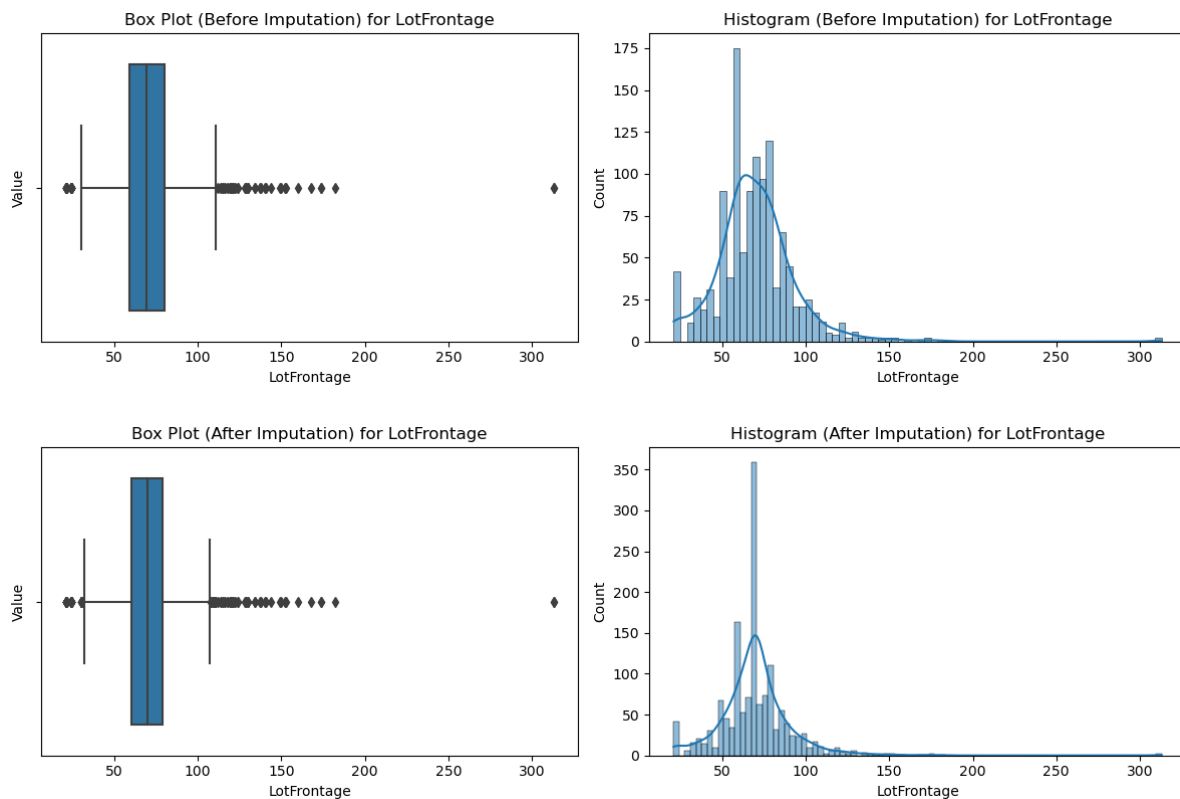 Box Plot (Before Imputation) for LotFrontage
Value
50 100 150 200 250 300
LotFrontage
Histogram (Before Imputation) for LotFrontage
Count
175
150
125
100
75
50
25
0
50 100 150 200 250 300
LotFrontage
Box Plot (After Imputation) for LotFrontage
Value
50 100 150 200 250 300
LotFrontage
Histogram (After Imputation) for LotFrontage
Count
350
300
250
200
150
100
50
0
50 100 150 200 250 300
LotFrontage